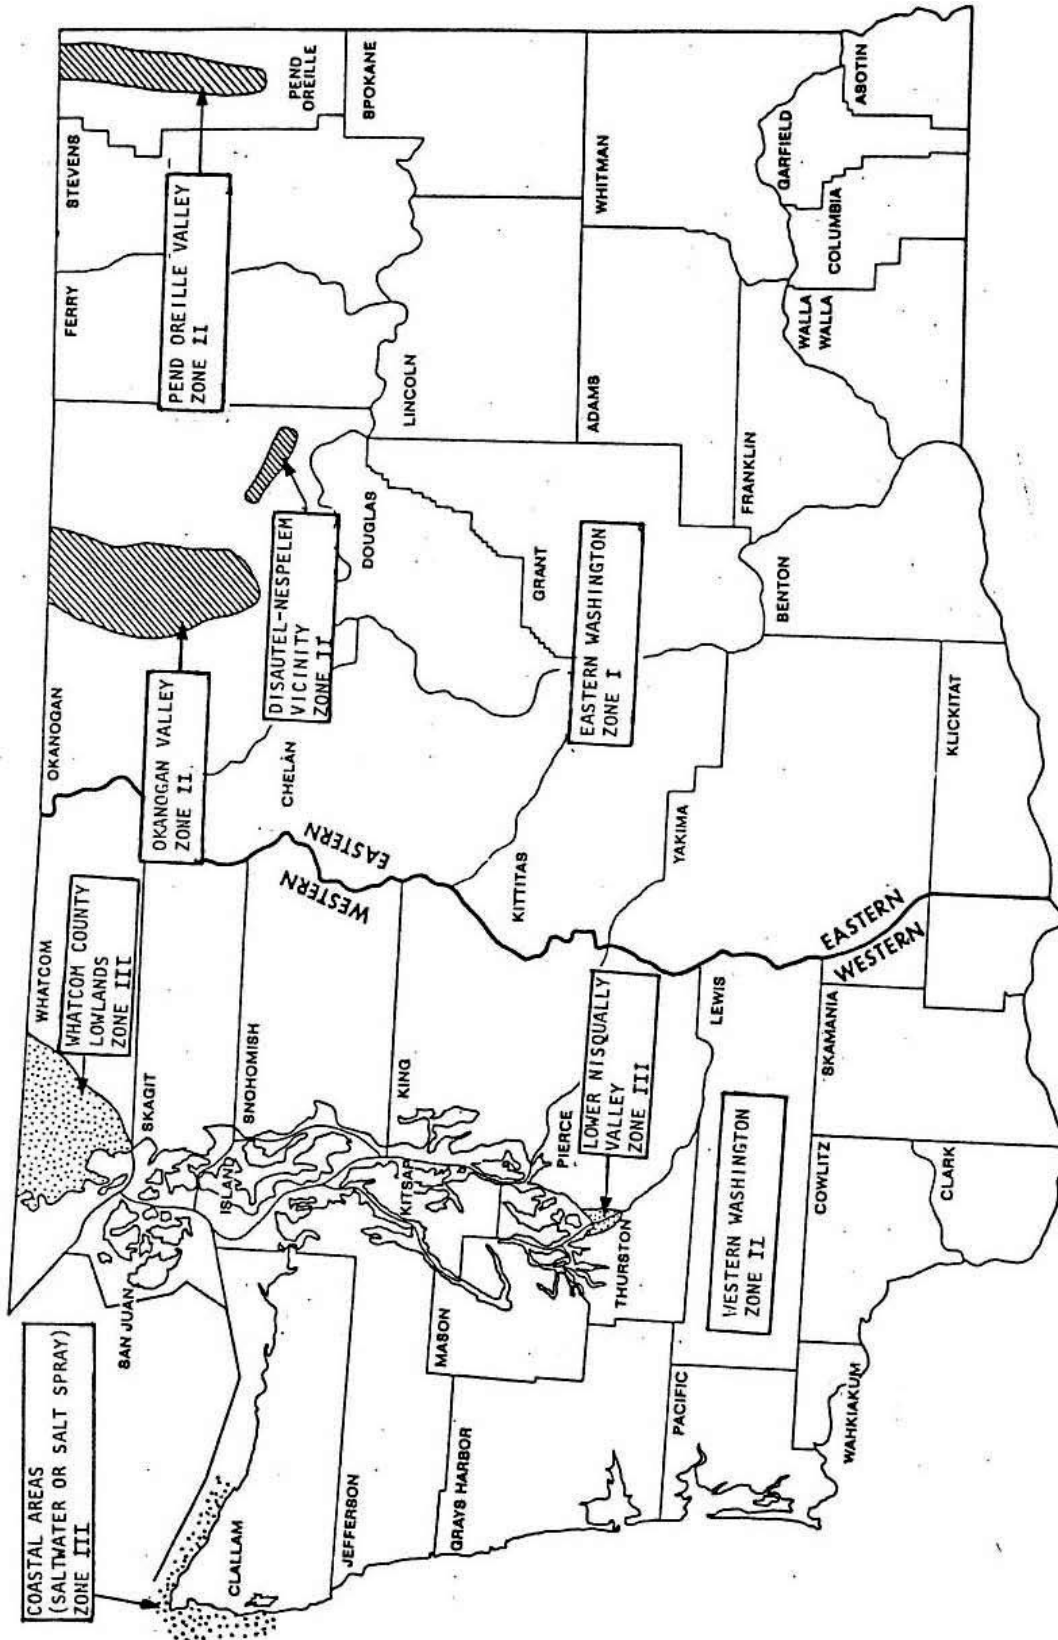 COASTAL AREAS
(SALTWATER OR SALT SPRAY)
ZONE III
WHATCOM COUNTY
LOWLANDS
ZONE III
OKANOGAN VALLEY
ZONE II.
DISAUTEL-NESPELEM
VICINITY
ZONE II
PEND OREILLE VALLEY
ZONE II
EASTERN WASHINGTON
ZONE I
LOWER NISQUALLY
VALLEY
ZONE III
WESTERN WASHINGTON
ZONE II
WHATCOM
OKANOGAN
FERRY
STEVENS
PEND
OREILLE
SAN JUAN
SKAGIT
ISLAND
SNOHOMISH
CHELAN
DOUGLAS
LINCOLN
SPOKANE
CLALLAM
JEFFERSON
KITSAP
KING
WESTERN
EASTERN
GRANT
ADAMS
WHITMAN
GRAYS HARBOR
MASON
THURSTON
PIERCE
KITTITAS
YAKIMA
BENTON
FRANKLIN
WALLA
WALLA
COLUMBIA
GARFIELD
ASOTIN
PACIFIC
LEWIS
WAHKIAKUM
COWLITZ
SKAMANIA
CLARK
EASTERN
WESTERN
KLICKITAT